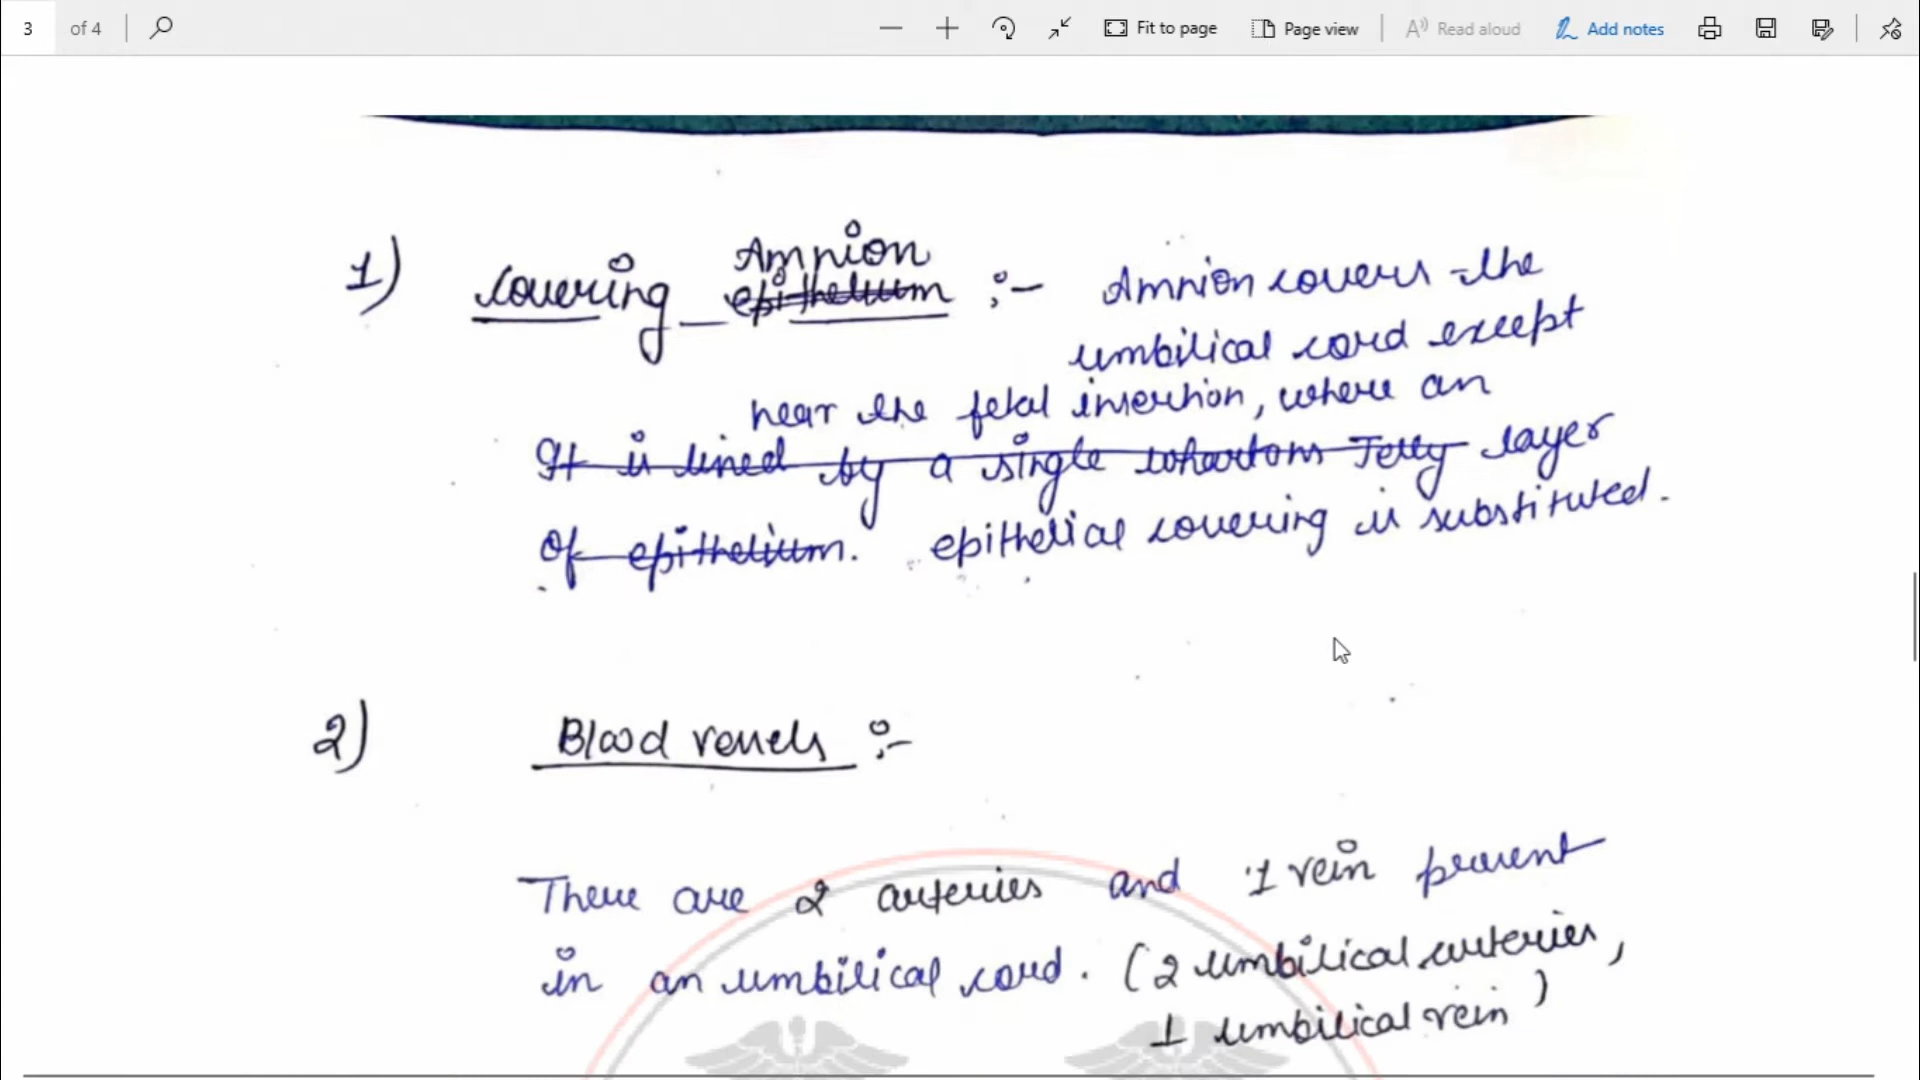 3 of 4 Fit to page Page view Read aloud Add notes
Amnion
1) Covering epithelium :- Amnion covers the
umbilical cord except
near the fetal insertion, where an
It is lined by a single whartons Jelly layer
Of epithelium. epithelial covering is substituted.
2) Blood vessels :-
There are 2 arteries and 1 vein present
in an umbilical cord. (2 umbilical arteries,
1 umbilical vein)